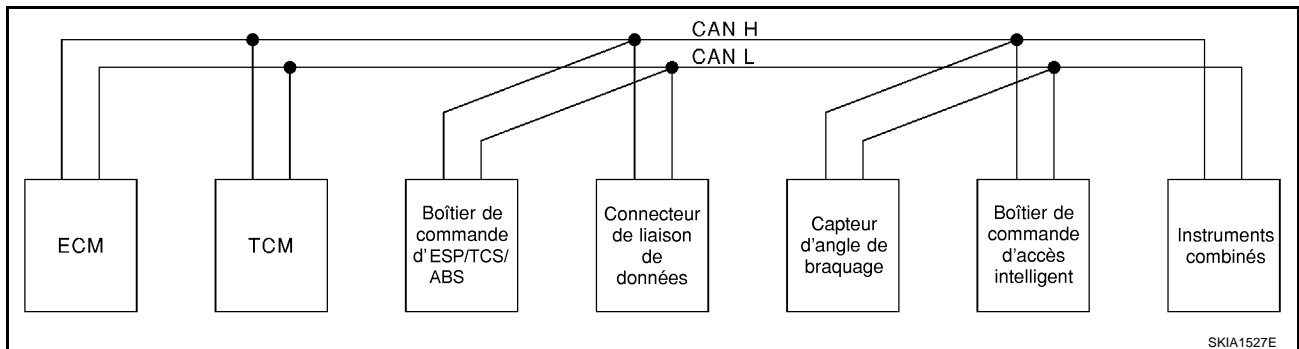 CAN H
CAN L
ECM
TCM
Boîtier de
commande
d'ESP/TCS/
ABS
Connecteur
de liaison
de
données
Capteur
d'angle de
braquage
Boîtier de
commande
d'accès
intelligent
Instruments
combinés
SKIA1527E